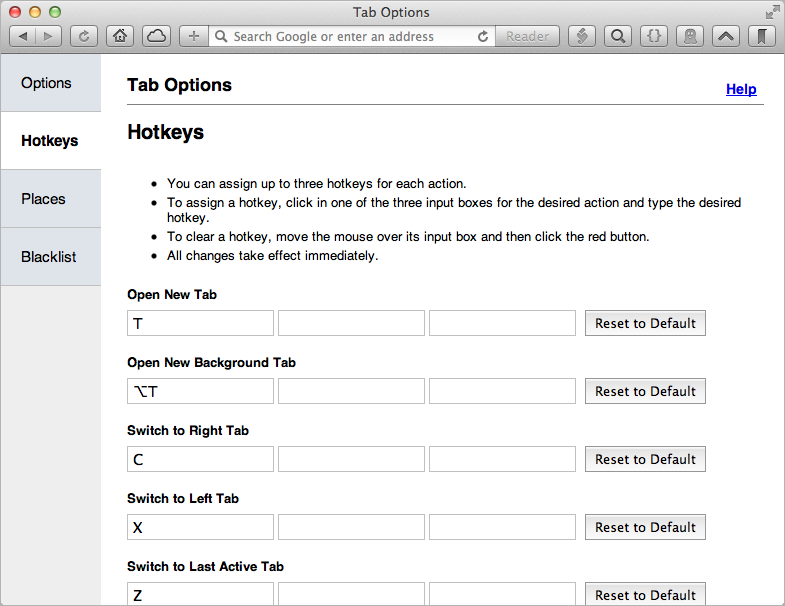 Tab Options
Search Google or enter an address
Reader
Options
Hotkeys
Places
Blacklist
Tab Options
Help
Hotkeys
• You can assign up to three hotkeys for each action.
• To assign a hotkey, click in one of the three input boxes for the desired action and type the desired
hotkey.
• To clear a hotkey, move the mouse over its input box and then click the red button.
• All changes take effect immediately.
Open New Tab
T Reset to Default
Open New Background Tab
⌥T Reset to Default
Switch to Right Tab
C Reset to Default
Switch to Left Tab
X Reset to Default
Switch to Last Active Tab
Z Reset to Default